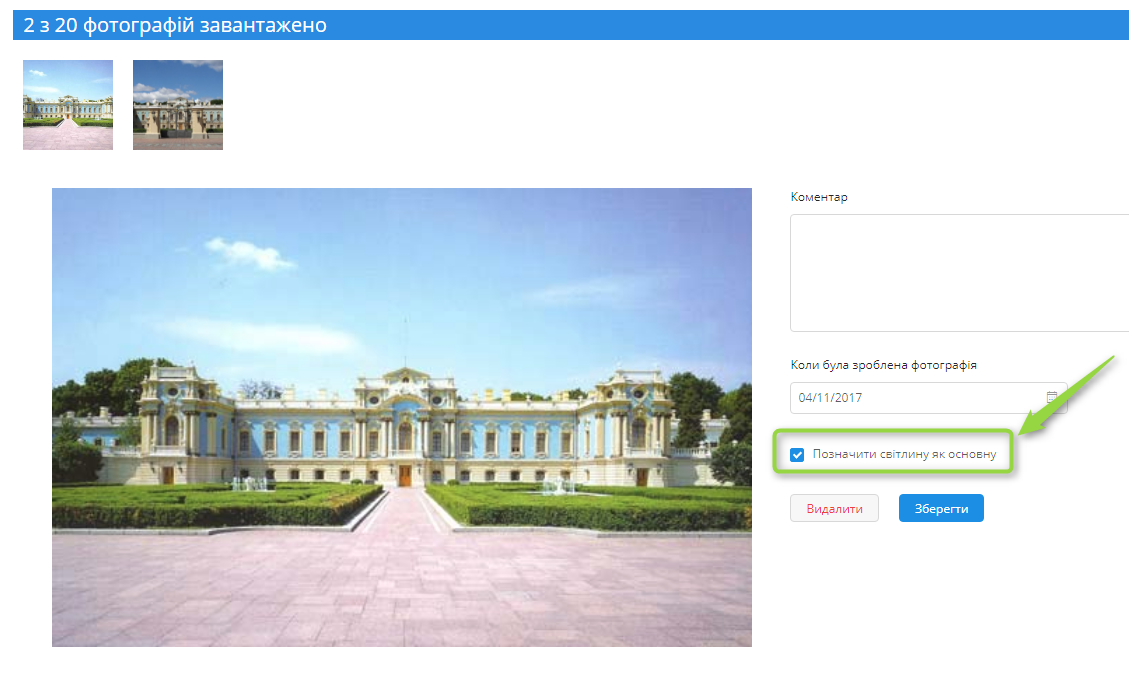 2 з 20 фотографій завантажено
Коментар
Коли була зроблена фотографія
04/11/2017
Позначити світлину як основну
Видалити
Зберегти